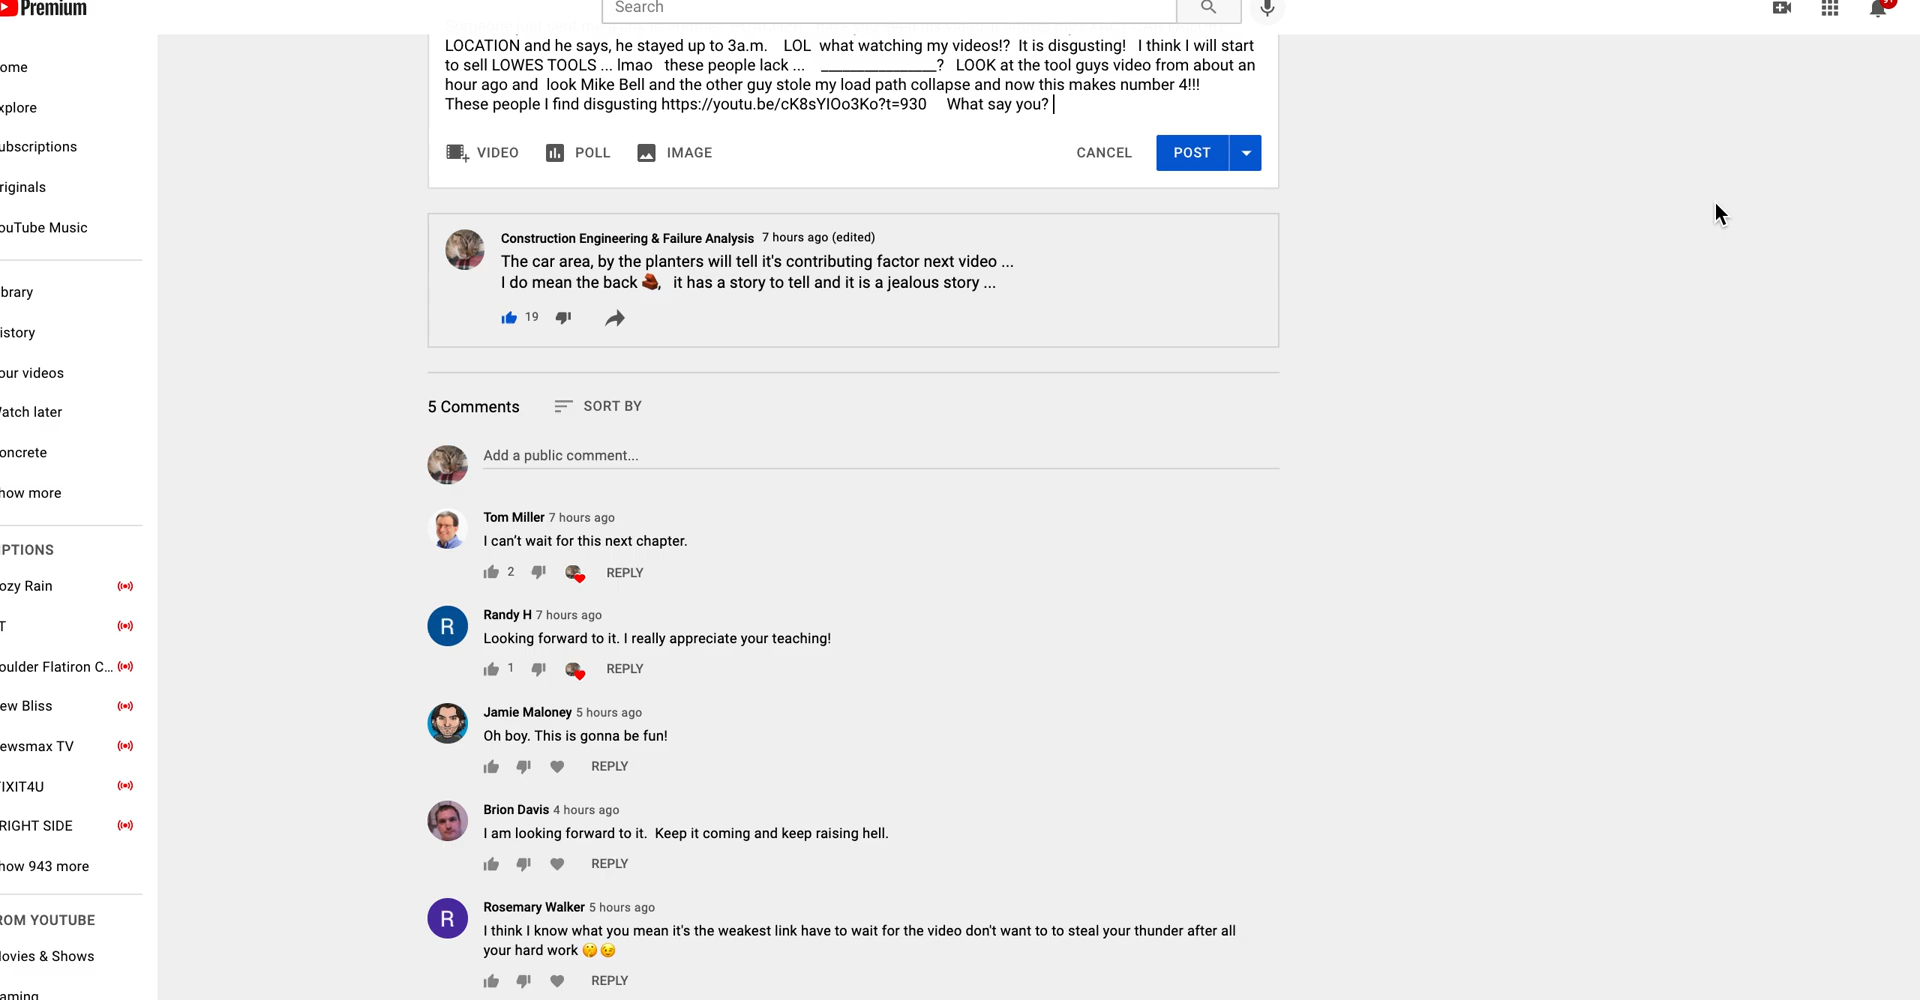 Premium
Search
9+
LOCATION and he says, he stayed up to 3a.m. LOL what watching my videos!? It is disgusting! I think I will start
to sell LOWES TOOLS ... lmao these people lack ... ________________? LOOK at the tool guys video from about an
hour ago and look Mike Bell and the other guy stole my load path collapse and now this makes number 4!!!
These people I find disgusting https://youtu.be/cK8sYlOo3Ko?t=930 What say you?
VIDEO POLL IMAGE CANCEL POST
ome
xplore
ubscriptions
riginals
ouTube Music
brary
istory
our videos
atch later
oncrete
how more
IPTIONS
ozy Rain
T
oulder Flatiron C...
ew Bliss
ewsmax TV
IXIT4U
RIGHT SIDE
how 943 more
ROM YOUTUBE
ovies & Shows
aming
Construction Engineering & Failure Analysis 7 hours ago (edited)
The car area, by the planters will tell it's contributing factor next video ...
I do mean the back , it has a story to tell and it is a jealous story ...
19
5 Comments SORT BY
Add a public comment...
Tom Miller 7 hours ago
I can't wait for this next chapter.
2 REPLY
Randy H 7 hours ago
R
Looking forward to it. I really appreciate your teaching!
1 REPLY
Jamie Maloney 5 hours ago
Oh boy. This is gonna be fun!
REPLY
Brion Davis 4 hours ago
I am looking forward to it. Keep it coming and keep raising hell.
REPLY
Rosemary Walker 5 hours ago
R
I think I know what you mean it's the weakest link have to wait for the video don't want to to steal your thunder after all
your hard work 🤭😉
REPLY